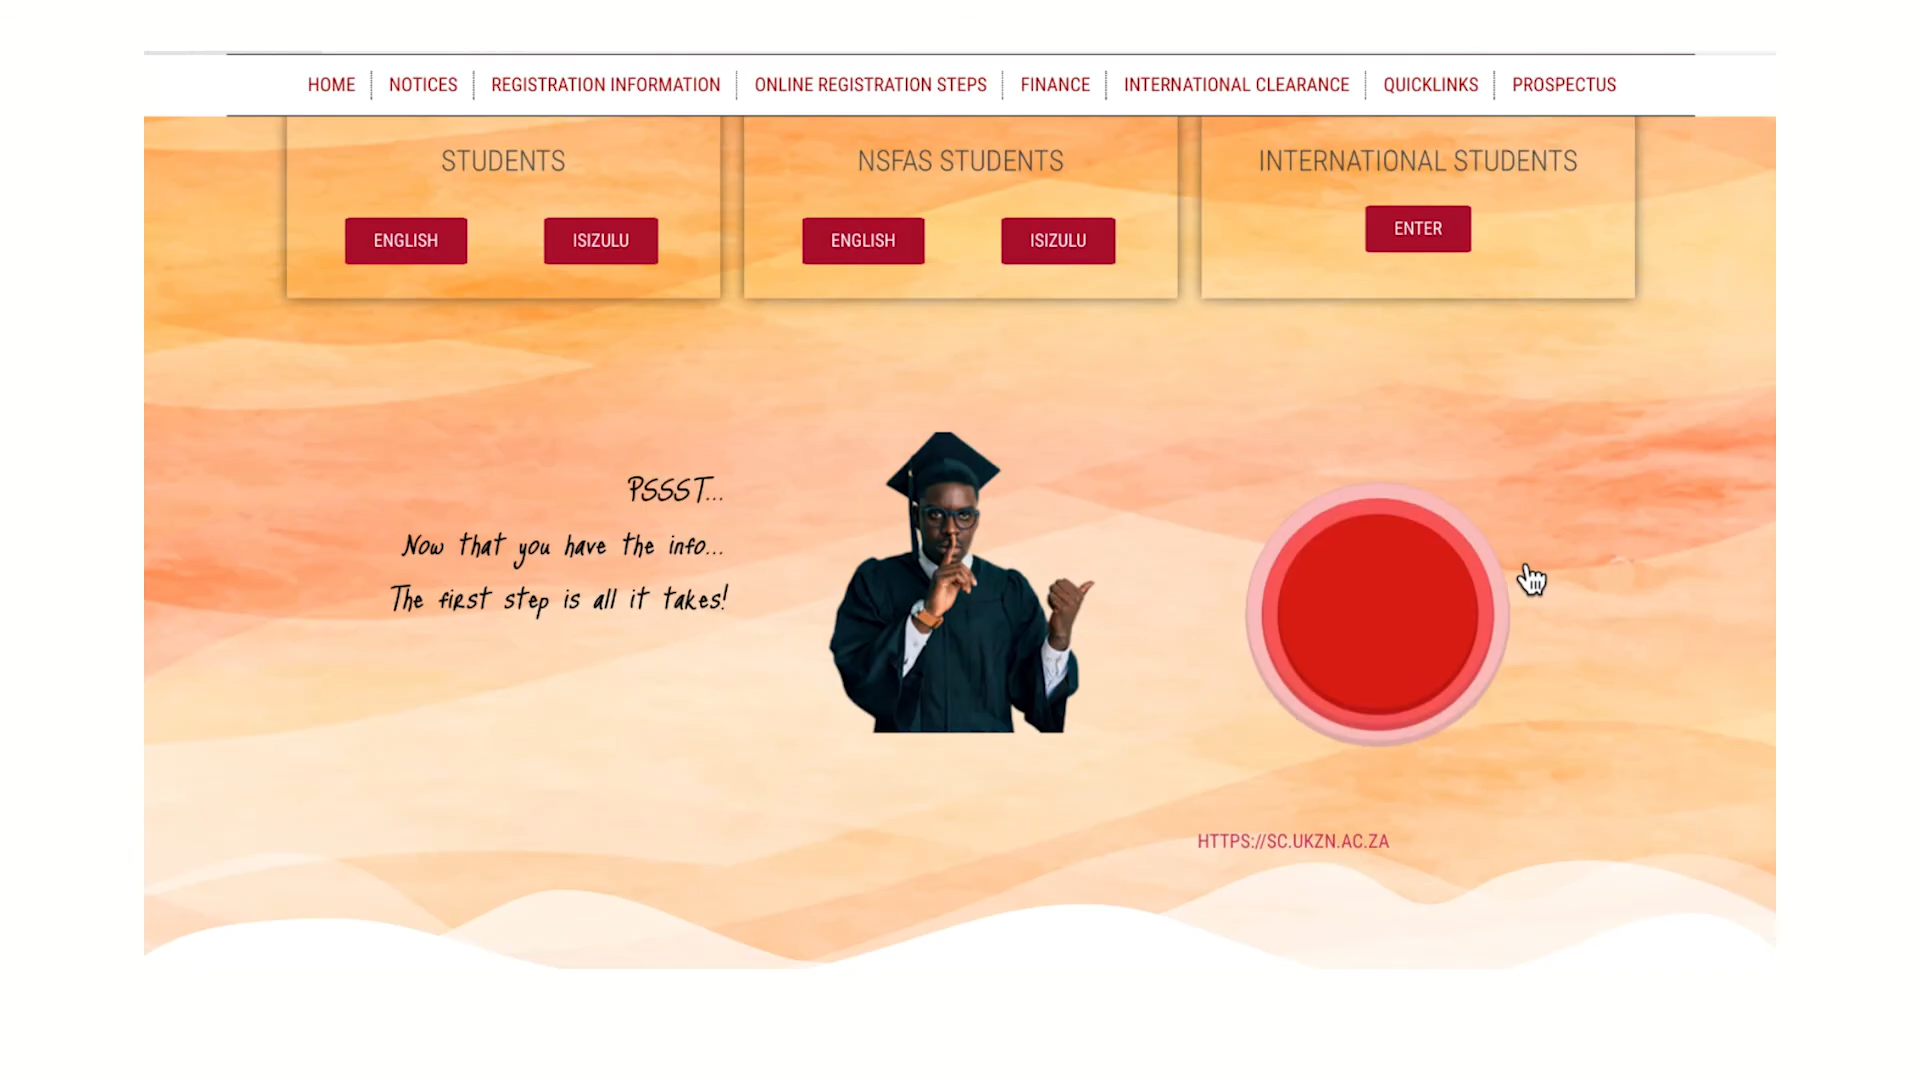 HOME NOTICES REGISTRATION INFORMATION ONLINE REGISTRATION STEPS FINANCE INTERNATIONAL CLEARANCE QUICKLINKS PROSPECTUS
STUDENTS
ENGLISH ISIZULU
NSFAS STUDENTS
ENGLISH ISIZULU
INTERNATIONAL STUDENTS
ENTER
PSSST...
Now that you have the info...
The first step is all it takes!
HTTPS://SC.UKZN.AC.ZA